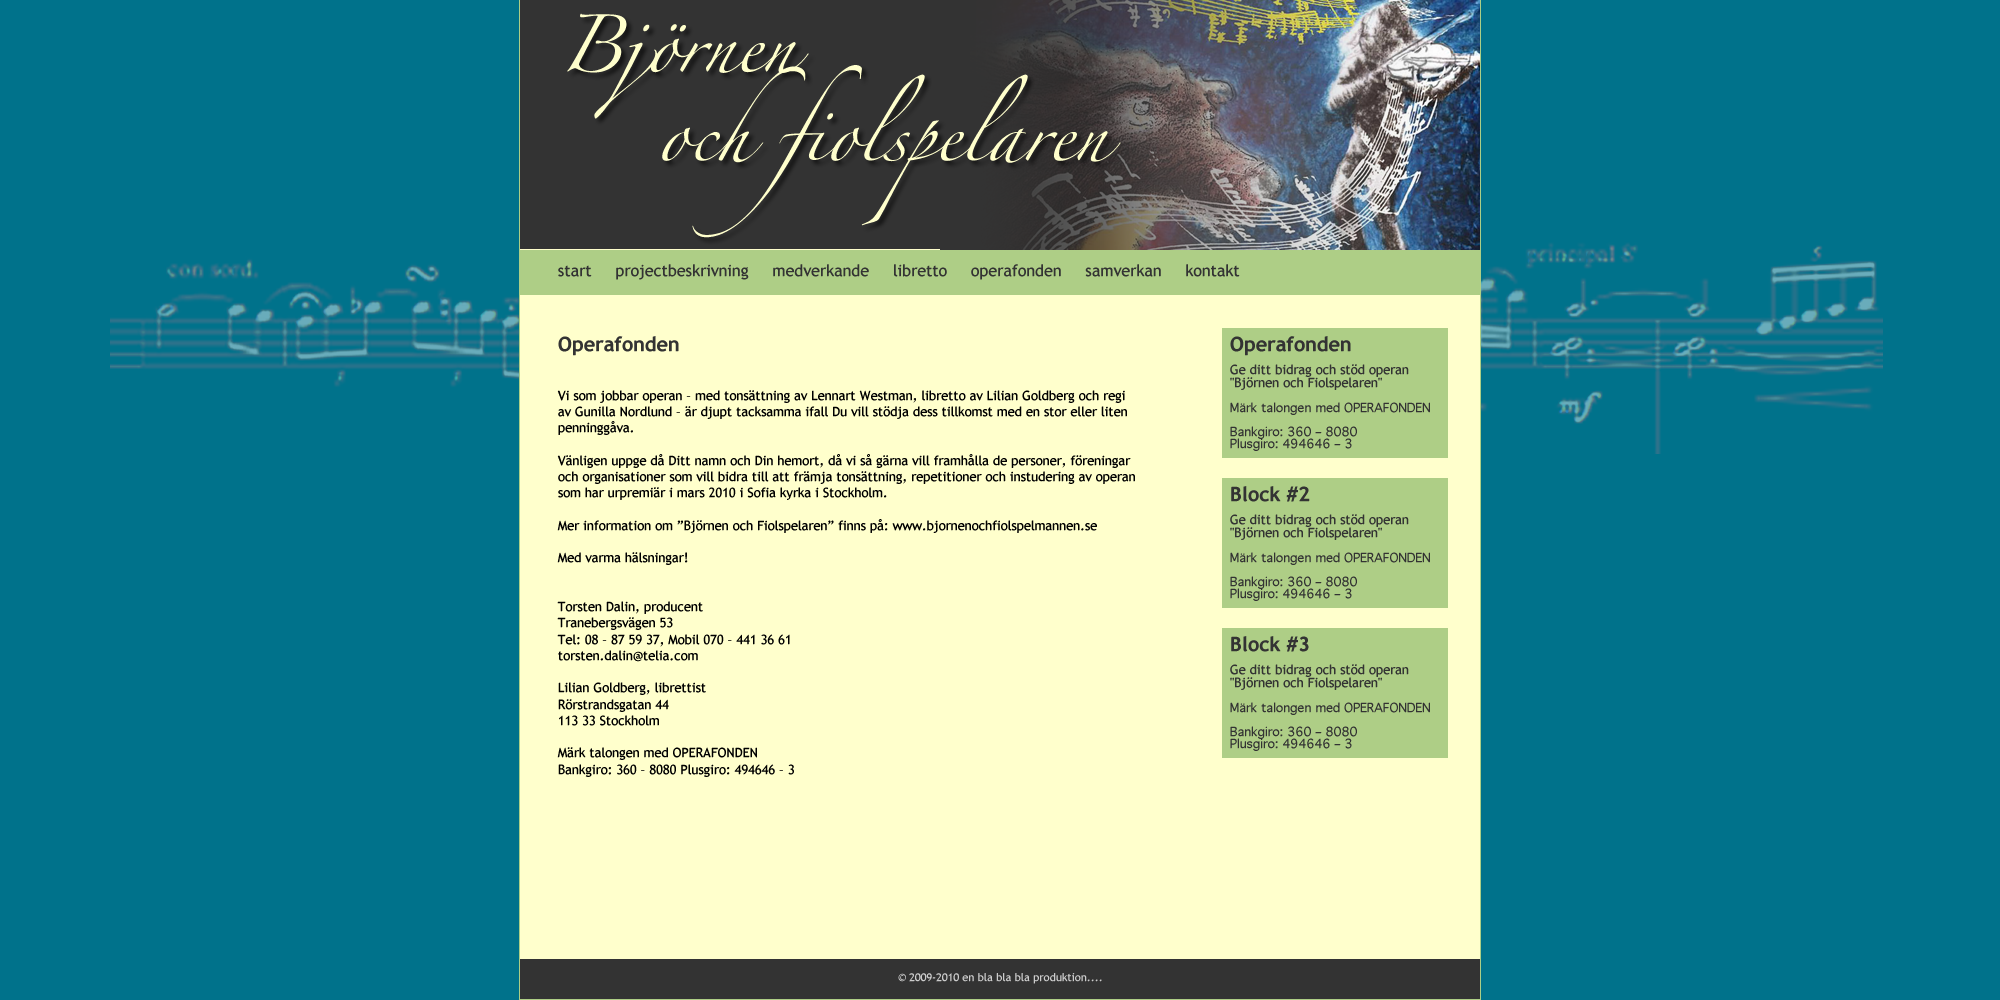 Björnen
och fiolspelaren
start projectbeskrivning medverkande libretto operafonden samverkan kontakt
con sord.
principal 8'
5
mf
Operafonden
Vi som jobbar operan – med tonsättning av Lennart Westman, libretto av Lilian Goldberg och regi
av Gunilla Nordlund – är djupt tacksamma ifall Du vill stödja dess tillkomst med en stor eller liten
penninggåva.
Vänligen uppge då Ditt namn och Din hemort, då vi så gärna vill framhålla de personer, föreningar
och organisationer som vill bidra till att främja tonsättning, repetitioner och instudering av operan
som har urpremiär i mars 2010 i Sofia kyrka i Stockholm.
Mer information om ”Björnen och Fiolspelaren” finns på: www.bjornenochfiolspelmannen.se
Med varma hälsningar!
Torsten Dalin, producent
Tranebergsvägen 53
Tel: 08 – 87 59 37, Mobil 070 – 441 36 61
torsten.dalin@telia.com
Lilian Goldberg, librettist
Rörstrandsgatan 44
113 33 Stockholm
Märk talongen med OPERAFONDEN
Bankgiro: 360 – 8080 Plusgiro: 494646 – 3
Operafonden
Ge ditt bidrag och stöd operan
"Björnen och Fiolspelaren"
Märk talongen med OPERAFONDEN
Bankgiro: 360 – 8080
Plusgiro: 494646 – 3
Block #2
Ge ditt bidrag och stöd operan
"Björnen och Fiolspelaren"
Märk talongen med OPERAFONDEN
Bankgiro: 360 – 8080
Plusgiro: 494646 – 3
Block #3
Ge ditt bidrag och stöd operan
"Björnen och Fiolspelaren"
Märk talongen med OPERAFONDEN
Bankgiro: 360 – 8080
Plusgiro: 494646 – 3
© 2009-2010 en bla bla bla produktion....